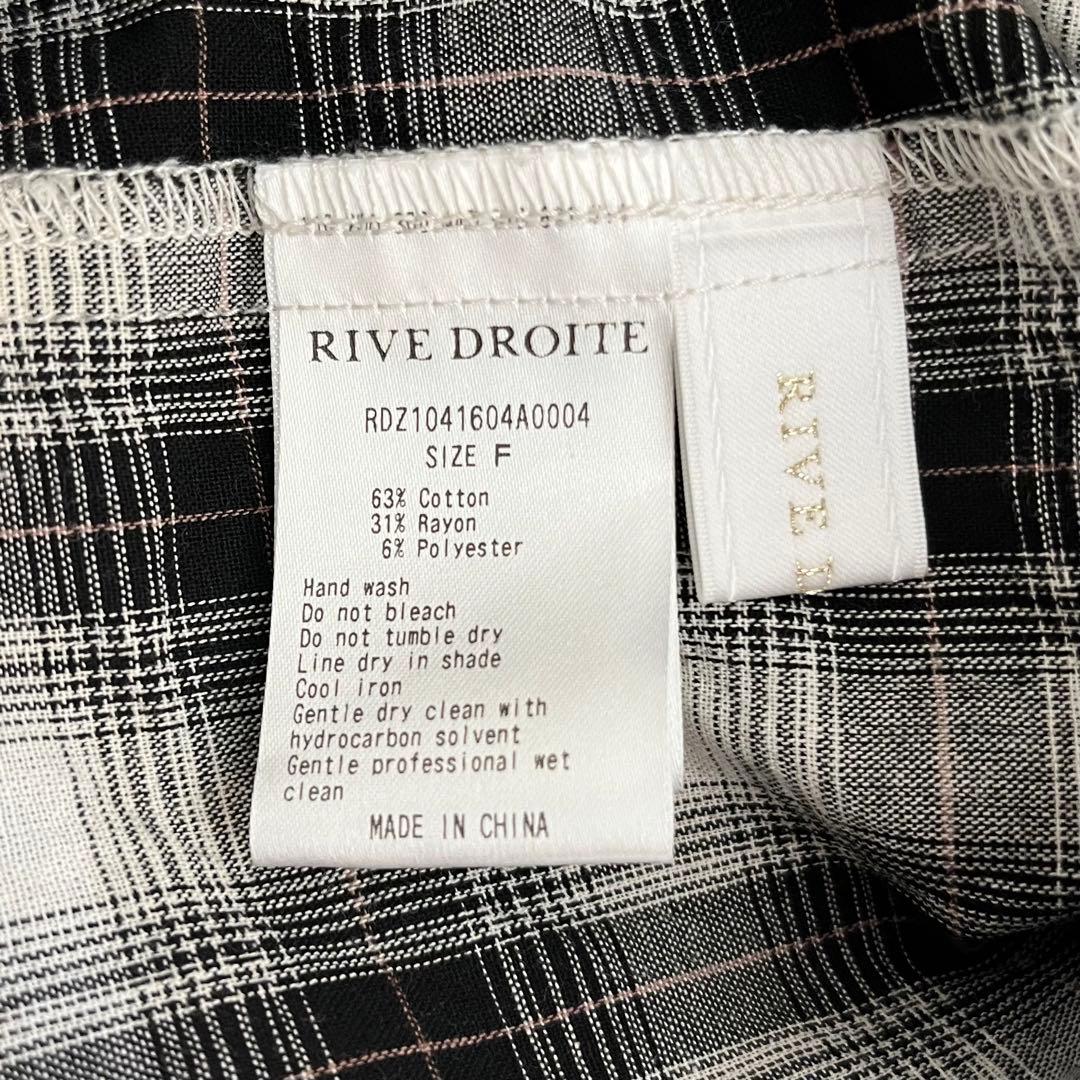 RIVE DROITE
RDZ1041604A0004
SIZE F
63% Cotton
31% Rayon
6% Polyester
Hand wash
Do not bleach
Do not tumble dry
Line dry in shade
Cool iron
Gentle dry clean with
hydrocarbon solvent
Gentle professional wet
clean
MADE IN CHINA
RIVE